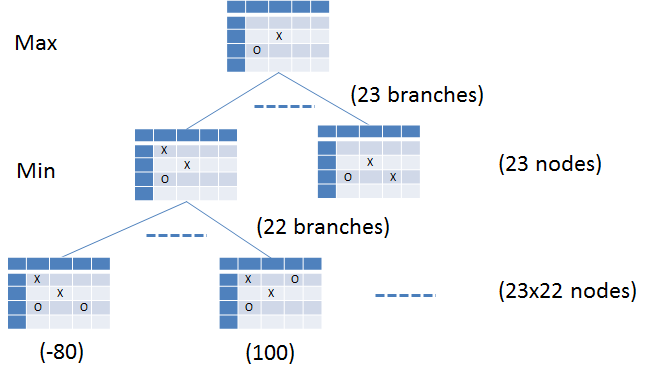 Max
X
O
(23 branches)
X
X
O
X
O X
Min
(23 nodes)
(22 branches)
X
X
O O
X O
X
O
(23x22 nodes)
(-80)
(100)